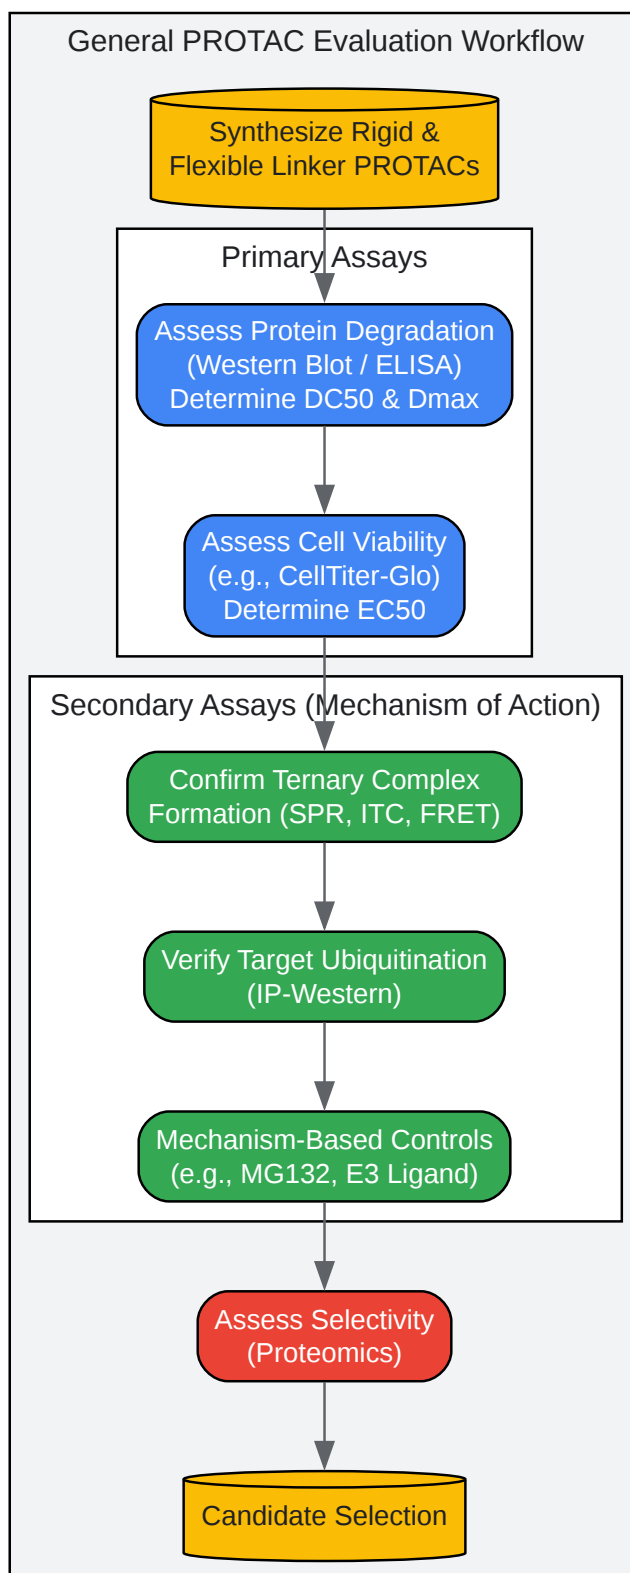 General PROTAC Evaluation Workflow
Synthesize Rigid &
Flexible Linker PROTACs
Primary Assays
Assess Protein Degradation
(Western Blot / ELISA)
Determine DC50 & Dmax
Assess Cell Viability
(e.g., CellTiter-Glo)
Determine EC50
Secondary Assays (Mechanism of Action)
Confirm Ternary Complex
Formation (SPR, ITC, FRET)
Verify Target Ubiquitination
(IP-Western)
Mechanism-Based Controls
(e.g., MG132, E3 Ligand)
Assess Selectivity
(Proteomics)
Candidate Selection